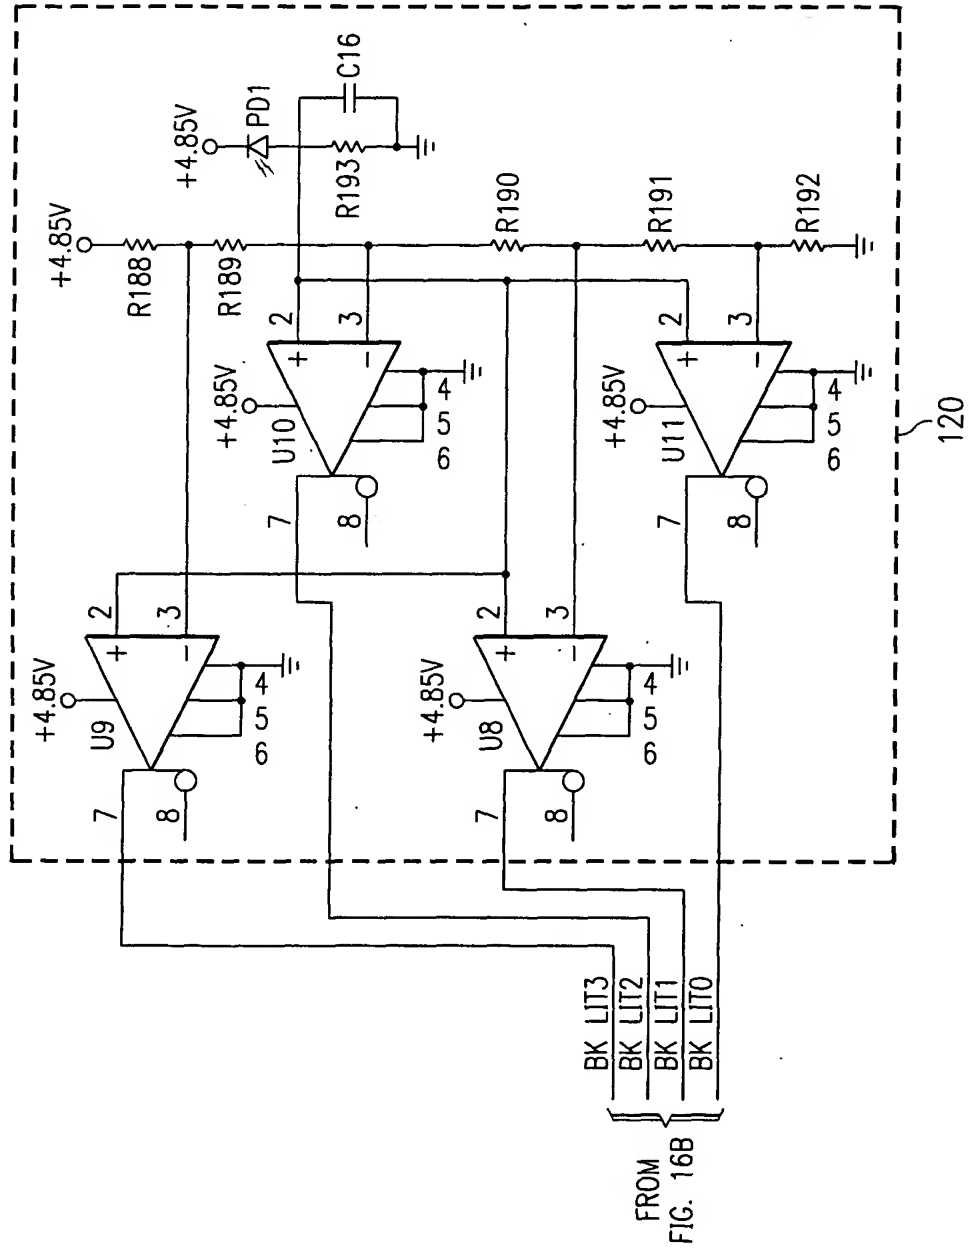 +4.85V
PD1
C16
R193
+4.85V
R188
R189
R190
R191
R192
+4.85V
U10
+
−
2
3
4
5
6
7
8
+4.85V
U11
+
−
2
3
4
5
6
7
8
+4.85V
U9
+
−
2
3
4
5
6
7
8
+4.85V
U8
+
−
2
3
4
5
6
7
8
120
BK LIT3
BK LIT2
BK LIT1
BK LIT0
FROM
FIG. 16B